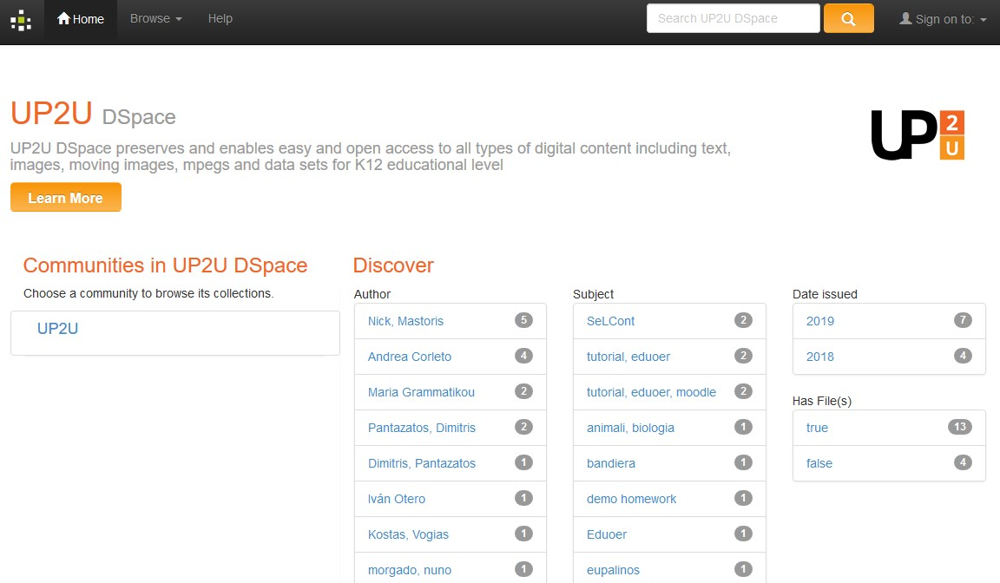 Home
Browse
Help
Search UP2U DSpace
Sign on to:
UP2U DSpace
UP2U DSpace preserves and enables easy and open access to all types of digital content including text,
images, moving images, mpegs and data sets for K12 educational level
UP2U
Learn More
Communities in UP2U DSpace
Choose a community to browse its collections.
UP2U
Discover
Author
Nick, Mastoris 5
Andrea Corleto 4
Maria Grammatikou 2
Pantazatos, Dimitris 2
Dimitris, Pantazatos 1
Iván Otero 1
Kostas, Vogias 1
morgado, nuno 1
Subject
SeLCont 2
tutorial, eduoer 2
tutorial, eduoer, moodle 2
animali, biologia 1
bandiera 1
demo homework 1
Eduoer 1
eupalinos 1
Date issued
2019 7
2018 4
Has File(s)
true 13
false 4